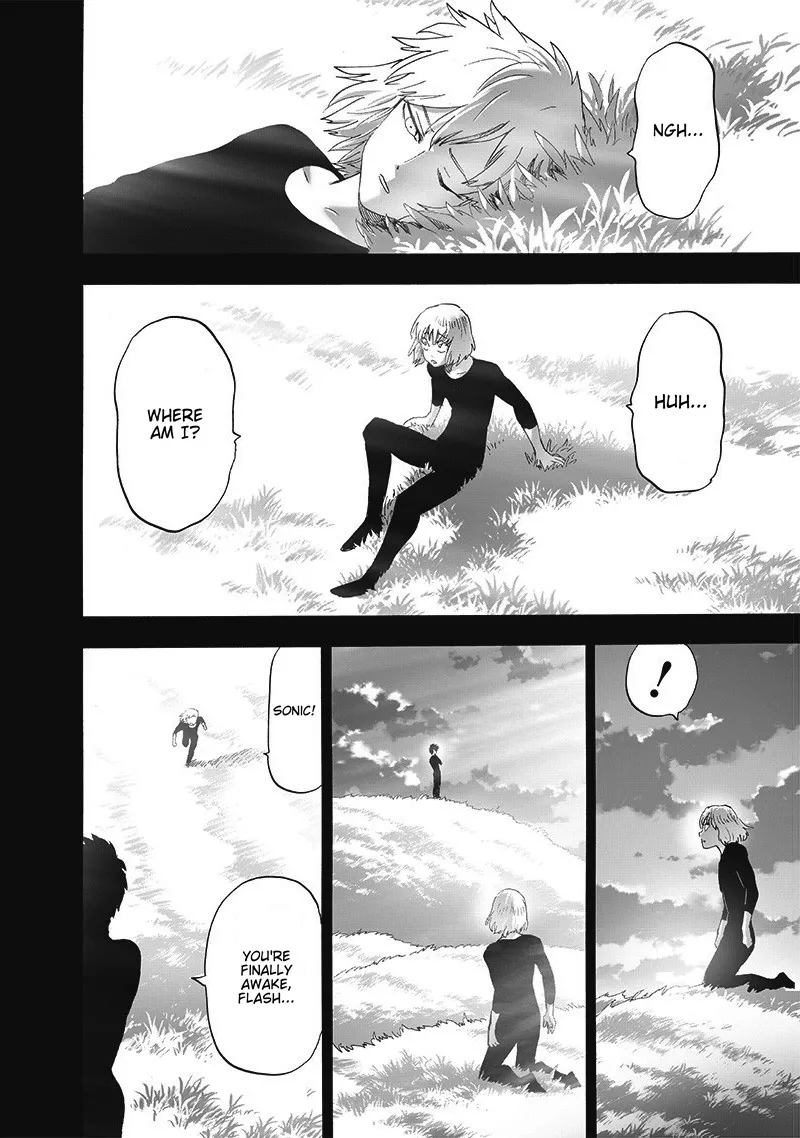 NGH...
HUH...
WHERE
AM I?
!
SONIC!
YOU'RE
FINALLY
AWAKE,
FLASH...